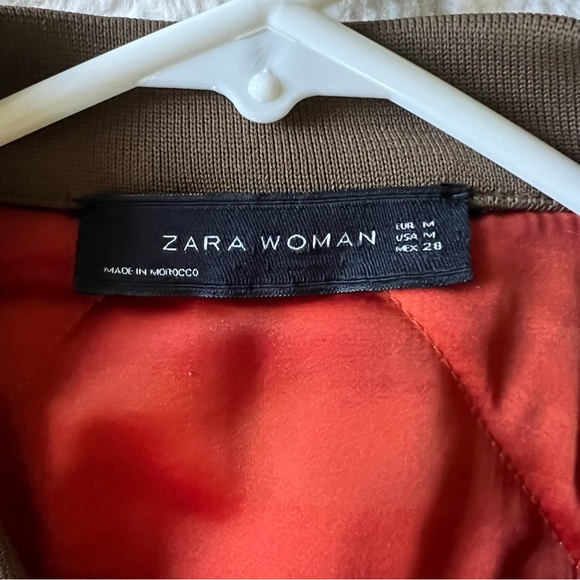 ZARA WOMAN
EUR M
USA M
MEX 28
MADE IN MOROCCO